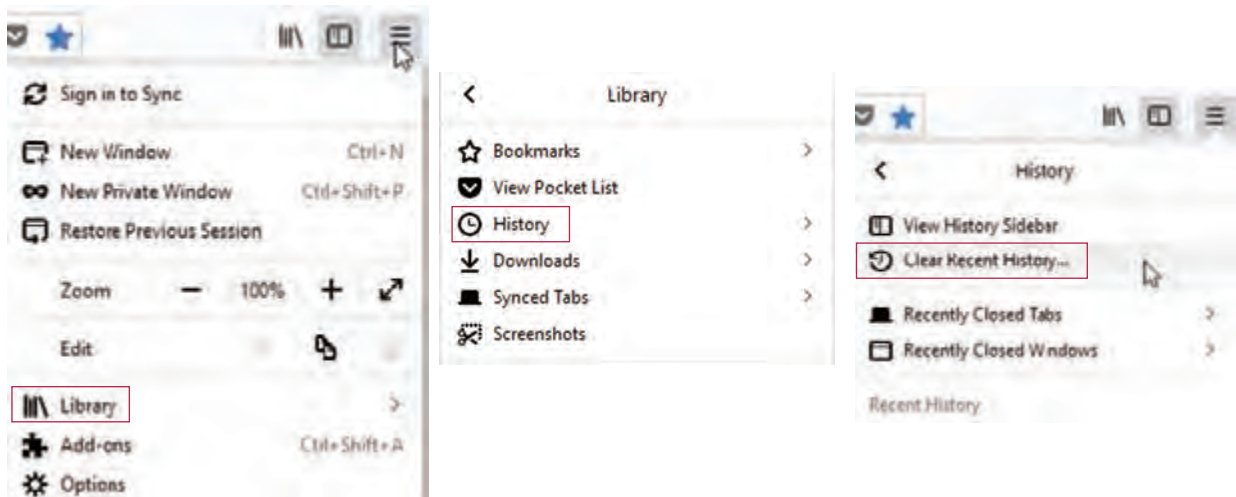 Sign in to Sync
New Window Ctrl+N
New Private Window Ctrl+Shift+P
Restore Previous Session
Zoom 100%
Edit
Library
Add-ons Ctrl+Shift+A
Options
Library
Bookmarks
View Pocket List
History
Downloads
Synced Tabs
Screenshots
History
View History Sidebar
Clear Recent History...
Recently Closed Tabs
Recently Closed Windows
Recent History